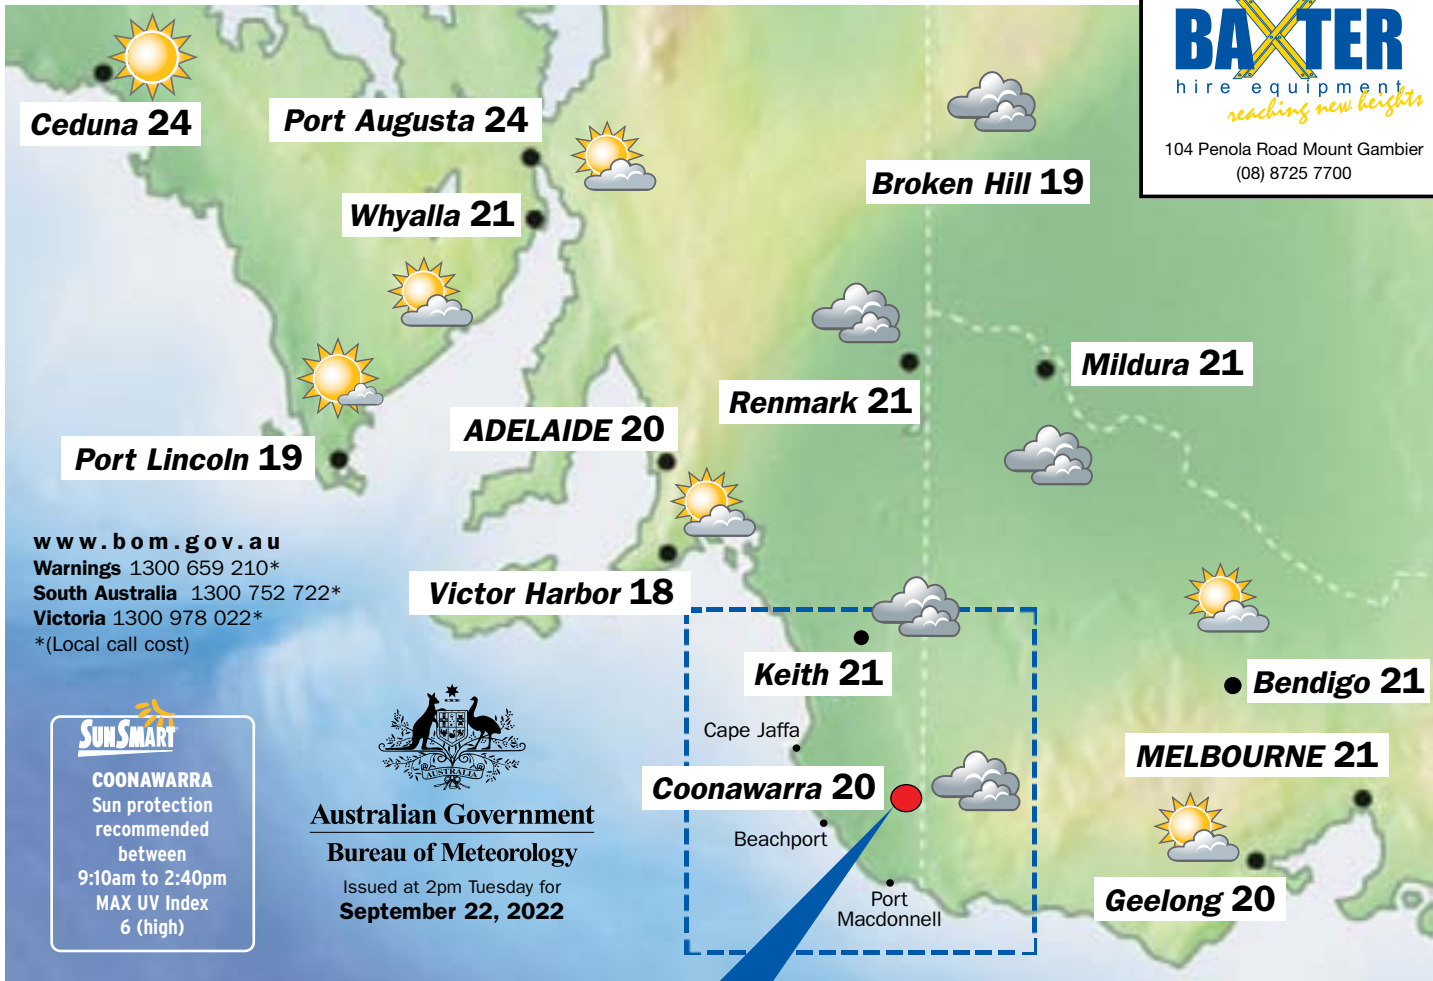 BAXTER
hire equipment
reaching new heights
104 Penola Road Mount Gambier
(08) 8725 7700
Ceduna 24
Port Augusta 24
Whyalla 21
Broken Hill 19
Renmark 21
Mildura 21
ADELAIDE 20
Port Lincoln 19
Victor Harbor 18
www.bom.gov.au
Warnings 1300 659 210*
South Australia 1300 752 722*
Victoria 1300 978 022*
*(Local call cost)
Keith 21
Cape Jaffa
Coonawarra 20
Beachport
Port
Macdonnell
Bendigo 21
MELBOURNE 21
Geelong 20
SUNSMART
COONAWARRA
Sun protection
recommended
between
9:10am to 2:40pm
MAX UV Index
6 (high)
AUSTRALIA
Australian Government
Bureau of Meteorology
Issued at 2pm Tuesday for
September 22, 2022